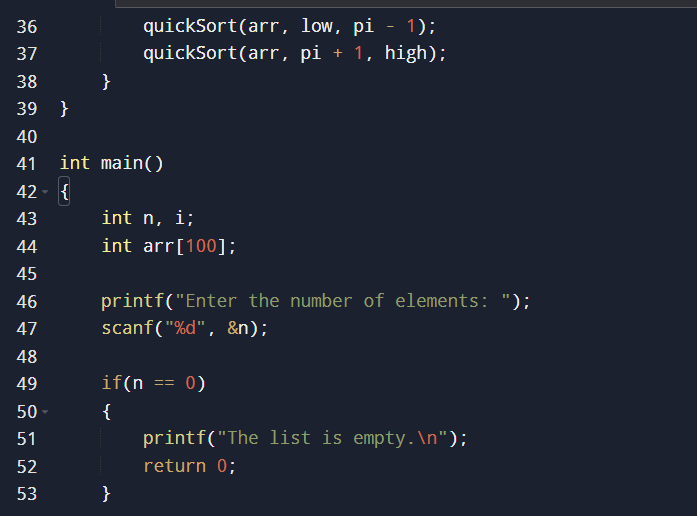 36        quickSort(arr, low, pi - 1);
37        quickSort(arr, pi + 1, high);
38    }
39 }
40
41 int main()
42 {
43    int n, i;
44    int arr[100];
45
46    printf("Enter the number of elements: ");
47    scanf("%d", &n);
48
49    if(n == 0)
50    {
51        printf("The list is empty.\n");
52        return 0;
53    }